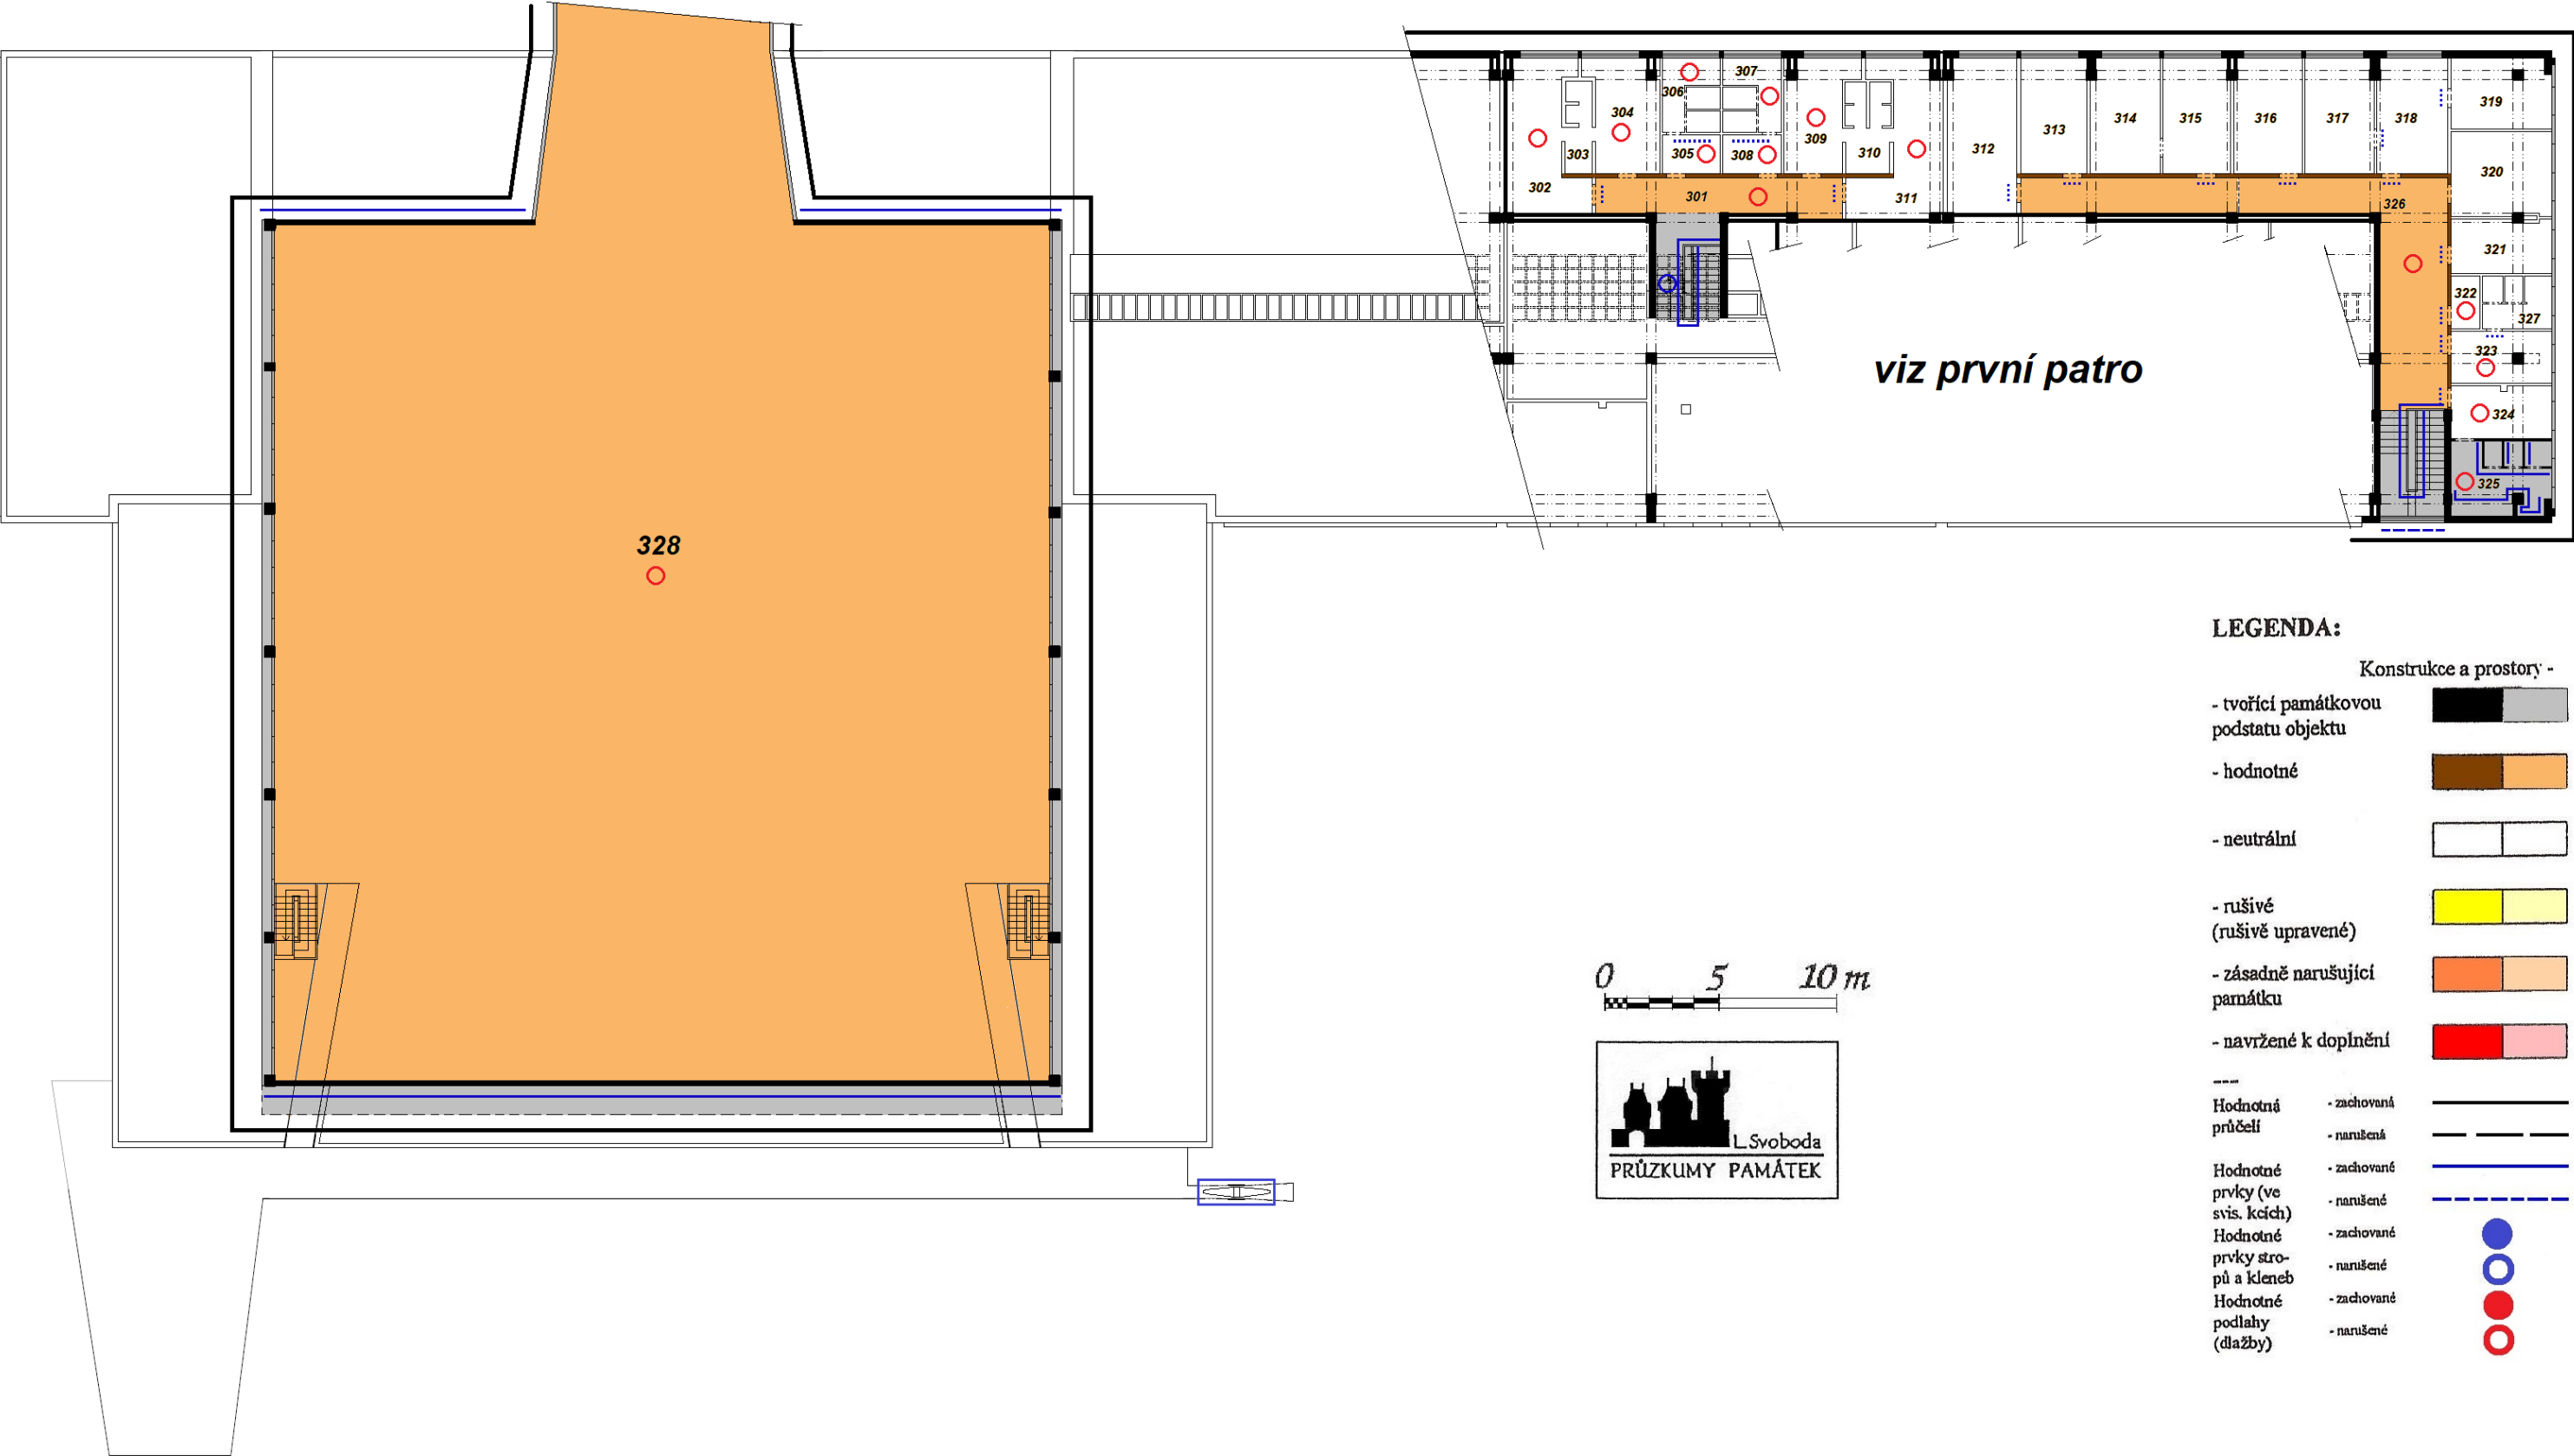 307
306
304
305
308
303
302
301
309
310
311
312
313
314
315
316
317
318
319
320
326
321
322
327
323
324
325
viz první patro
328
LEGENDA:
Konstrukce a prostory -
- tvořící památkovou
podstatu objektu
- hodnotné
- neutrální
- rušivé
(rušivě upravené)
- zásadně narušující
památku
- navržené k doplnění
---
Hodnotná - zachovaná
průčelí - narušená
Hodnotné - zachované
prvky (ve - narušené
svis. kcích)
Hodnotné - zachované
prvky stro- - narušené
pů a kleneb
Hodnotné - zachované
podlahy - narušené
(dlažby)
0 5 10 m
L.Svoboda
PRŮZKUMY PAMÁTEK